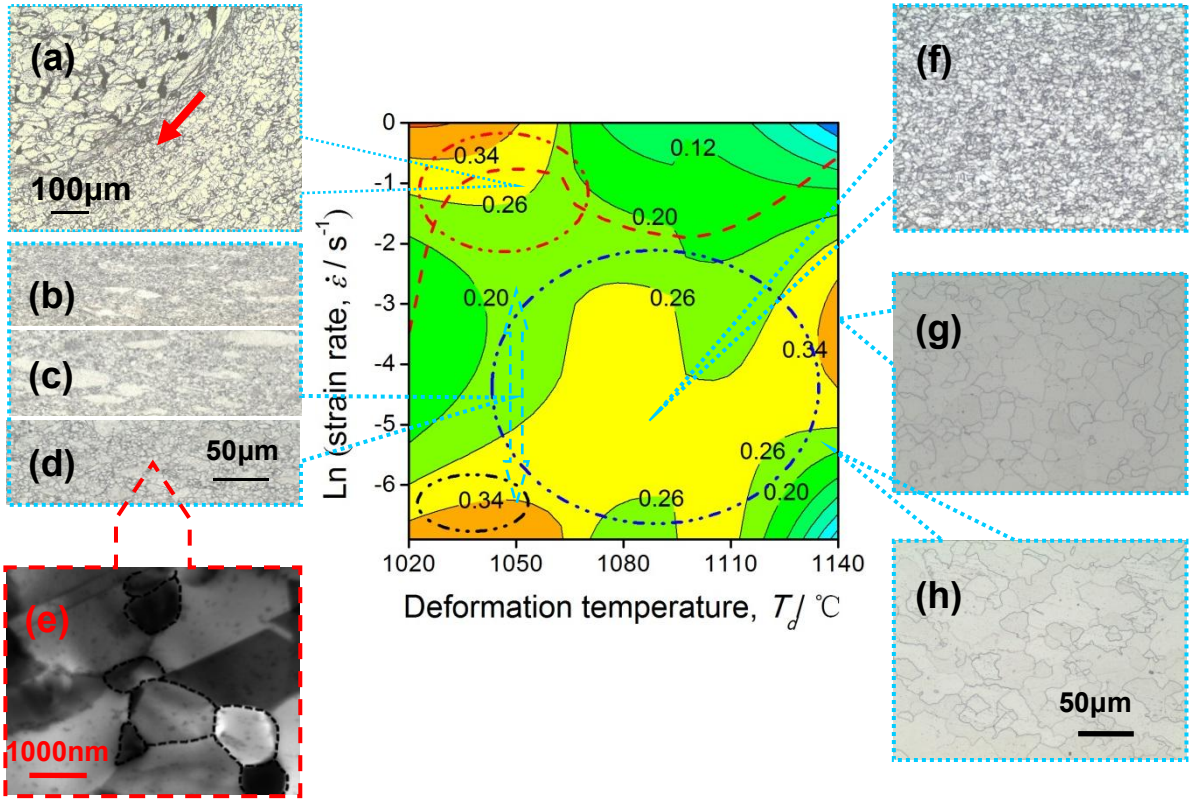 (a)
100μm
(b)
(c)
(d)
50μm
(e)
1000nm
Ln (strain rate, ε̇ / s⁻¹)
0
-1
-2
-3
-4
-5
-6
0.34
0.12
0.26
0.20
0.20
0.26
0.34
0.26
0.34
0.26
0.20
1020
1050
1080
1110
1140
Deformation temperature, T_d / ℃
(f)
(g)
(h)
50μm